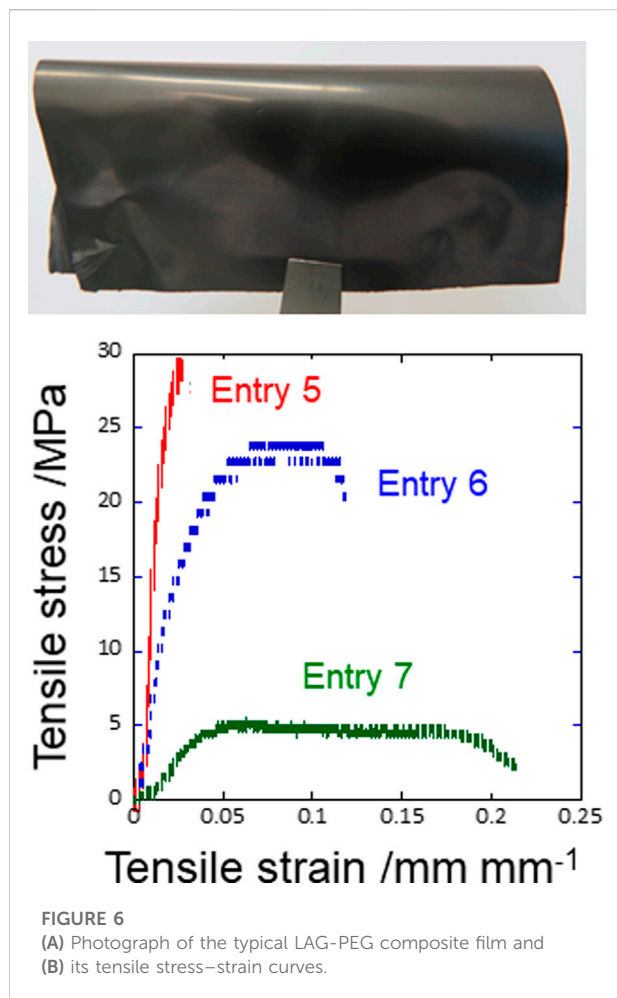 30
25
20
15
10
5
0
0
0.05
0.1
0.15
0.2
0.25
Tensile stress /MPa
Entry 5
Entry 6
Entry 7
Tensile strain /mm mm⁻¹
FIGURE 6
(A) Photograph of the typical LAG-PEG composite film and
(B) its tensile stress–strain curves.